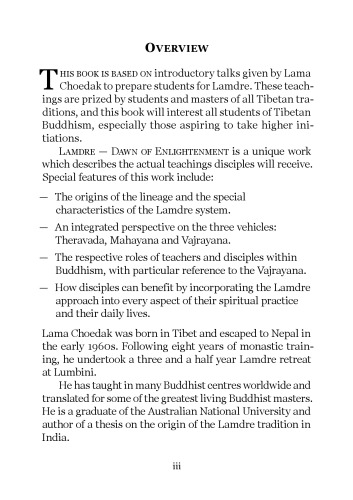 OVERVIEW
THIS BOOK IS BASED ON introductory talks given by Lama
Choedak to prepare students for Lamdre. These teach-
ings are prized by students and masters of all Tibetan tra-
ditions, and this book will interest all students of Tibetan
Buddhism, especially those aspiring to take higher ini-
tiations.
LAMDRE — DAWN OF ENLIGHTENMENT is a unique work
which describes the actual teachings disciples will receive.
Special features of this work include:
— The origins of the lineage and the special
characteristics of the Lamdre system.
— An integrated perspective on the three vehicles:
Theravada, Mahayana and Vajrayana.
— The respective roles of teachers and disciples within
Buddhism, with particular reference to the Vajrayana.
— How disciples can benefit by incorporating the Lamdre
approach into every aspect of their spiritual practice
and their daily lives.
Lama Choedak was born in Tibet and escaped to Nepal in
the early 1960s. Following eight years of monastic train-
ing, he undertook a three and a half year Lamdre retreat
at Lumbini.
He has taught in many Buddhist centres worldwide and
translated for some of the greatest living Buddhist masters.
He is a graduate of the Australian National University and
author of a thesis on the origin of the Lamdre tradition in
India.
iii